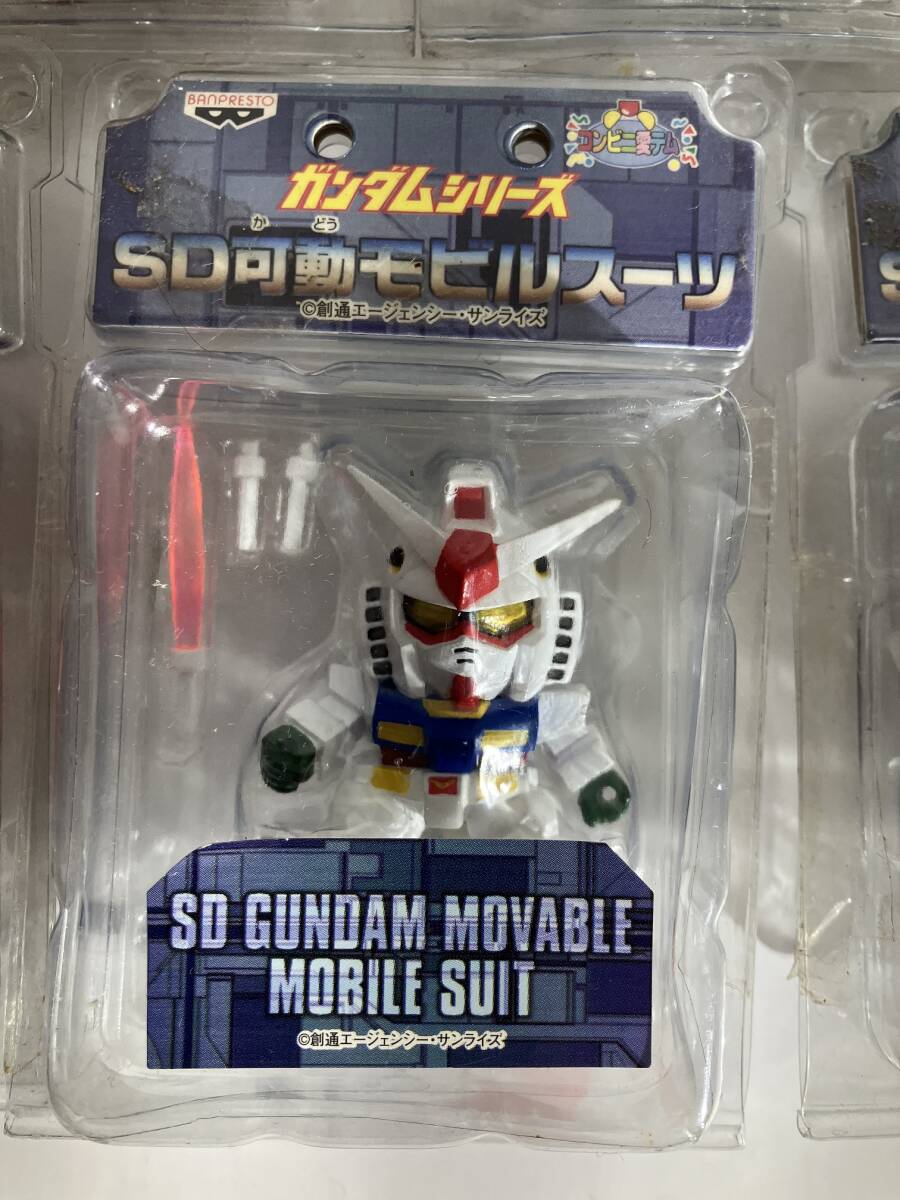 BANPRESTO
コンビニ愛テム
ガンダムシリーズ
か どう
SD可動モビルスーツ
©創通エージェンシー・サンライズ
S
SD GUNDAM MOVABLE
MOBILE SUIT
©創通エージェンシー・サンライズ